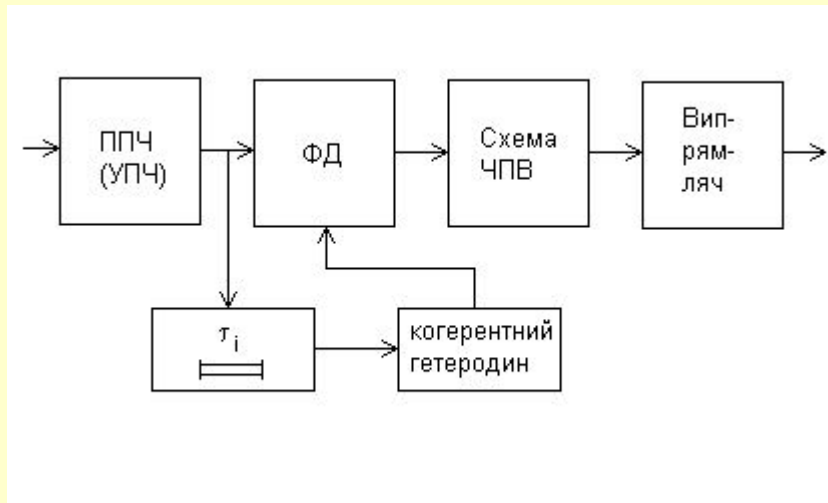 ППЧ
(УПЧ)
ФД
Схема
ЧПВ
Вип-
рям-
ляч
τi
когерентний
гетеродин